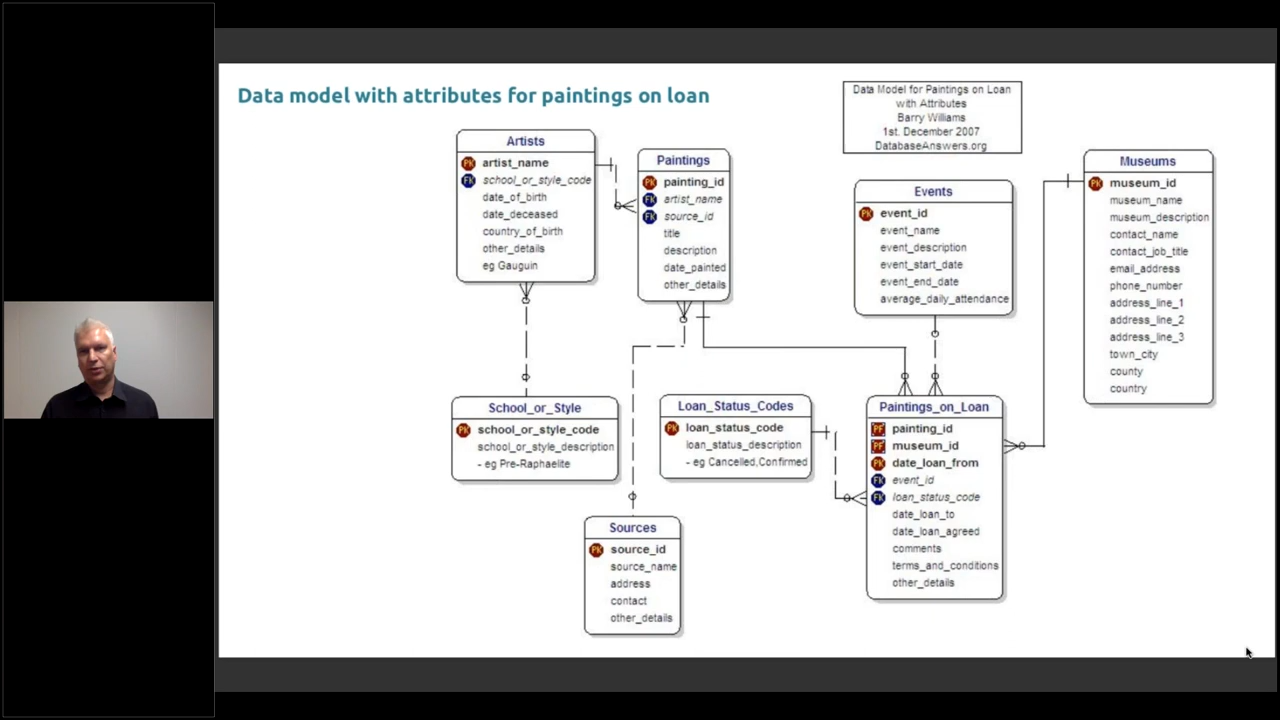 Data model with attributes for paintings on loan
Data Model for Paintings on Loan
with Attributes
Barry Williams
1st. December 2007
DatabaseAnswers.org
Artists
PK artist_name
FK school_or_style_code
date_of_birth
date_deceased
country_of_birth
other_details
eg Gauguin
Paintings
PK painting_id
FK artist_name
FK source_id
title
description
date_painted
other_details
Events
PK event_id
event_name
event_description
event_start_date
event_end_date
average_daily_attendance
Museums
PK museum_id
museum_name
museum_description
contact_name
contact_job_title
email_address
phone_number
address_line_1
address_line_2
address_line_3
town_city
county
country
School_or_Style
PK school_or_style_code
school_or_style_description
- eg Pre-Raphaelite
Loan_Status_Codes
PK loan_status_code
loan_status_description
- eg Cancelled,Confirmed
Paintings_on_Loan
PF painting_id
PF museum_id
PK date_loan_from
FK event_id
FK loan_status_code
date_loan_to
date_loan_agreed
comments
terms_and_conditions
other_details
Sources
PK source_id
source_name
address
contact
other_details